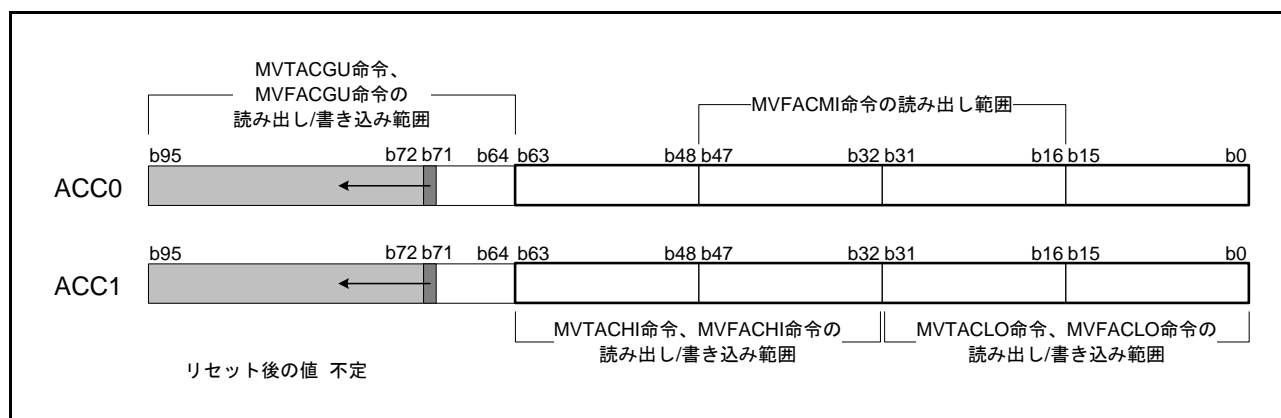 MVTACGU命令、
MVFACGU命令の
読み出し/書き込み範囲
MVFACMI命令の読み出し範囲
b95 b72 b71 b64 b63 b48 b47 b32 b31 b16 b15 b0
ACC0
b95 b72 b71 b64 b63 b48 b47 b32 b31 b16 b15 b0
ACC1
MVTACHI命令、MVFACHI命令の
読み出し/書き込み範囲
MVTACLO命令、MVFACLO命令の
読み出し/書き込み範囲
リセット後の値 不定